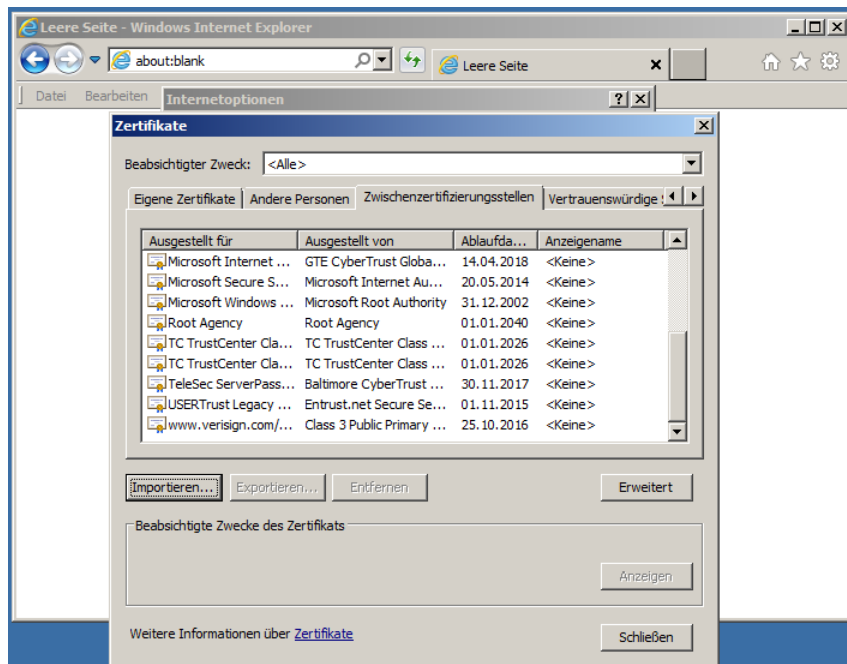 Leere Seite - Windows Internet Explorer
about:blank
Leere Seite
Datei Bearbeiten
Internetoptionen
Zertifikate
Beabsichtigter Zweck: <Alle>
Eigene Zertifikate Andere Personen Zwischenzertifizierungsstellen Vertrauenswürdige
Ausgestellt für Ausgestellt von Ablaufda... Anzeigename
Microsoft Internet ... GTE CyberTrust Globa... 14.04.2018 <Keine>
Microsoft Secure S... Microsoft Internet Au... 20.05.2014 <Keine>
Microsoft Windows ... Microsoft Root Authority 31.12.2002 <Keine>
Root Agency Root Agency 01.01.2040 <Keine>
TC TrustCenter Cla... TC TrustCenter Class ... 01.01.2026 <Keine>
TC TrustCenter Cla... TC TrustCenter Class ... 01.01.2026 <Keine>
TeleSec ServerPass... Baltimore CyberTrust ... 30.11.2017 <Keine>
USERTrust Legacy ... Entrust.net Secure Se... 01.11.2015 <Keine>
www.verisign.com/... Class 3 Public Primary ... 25.10.2016 <Keine>
Importieren... Exportieren... Entfernen Erweitert
Beabsichtigte Zwecke des Zertifikats
Anzeigen
Weitere Informationen über Zertifikate
Schließen